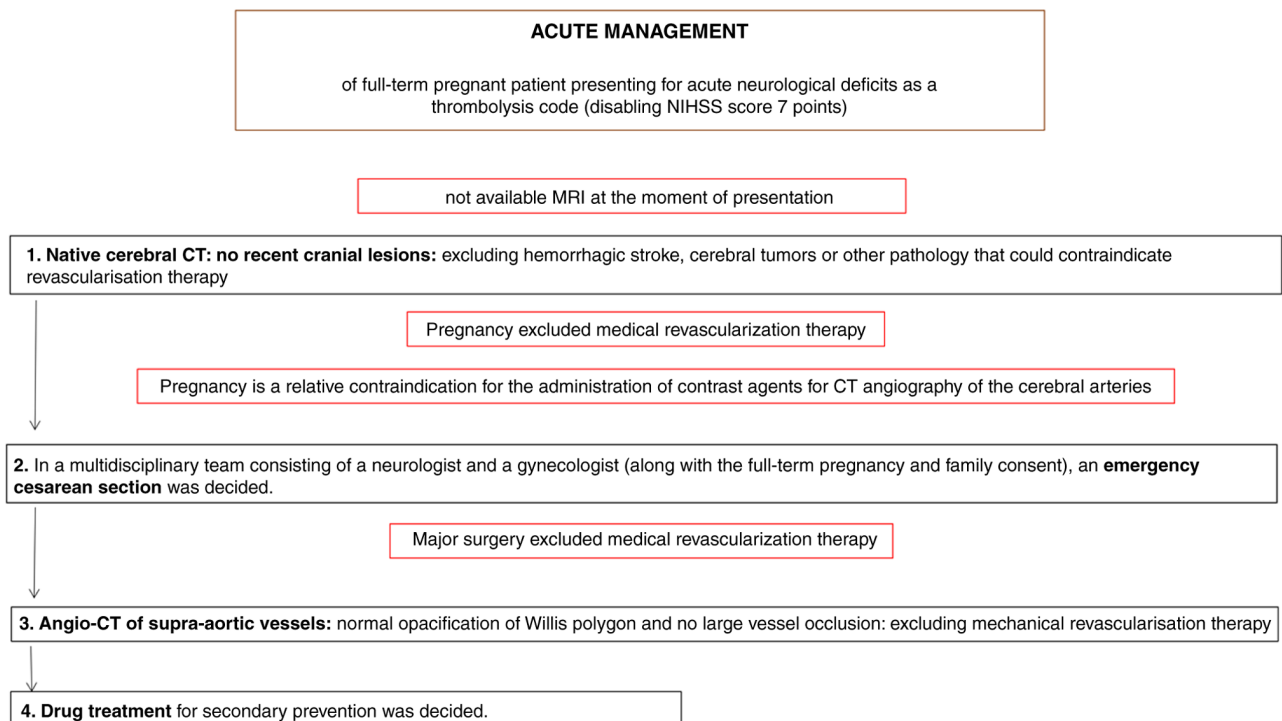 ACUTE MANAGEMENT
of full-term pregnant patient presenting for acute neurological deficits as a
thrombolysis code (disabling NIHSS score 7 points)
not available MRI at the moment of presentation
1. Native cerebral CT: no recent cranial lesions: excluding hemorrhagic stroke, cerebral tumors or other pathology that could contraindicate
revascularisation therapy
Pregnancy excluded medical revascularization therapy
Pregnancy is a relative contraindication for the administration of contrast agents for CT angiography of the cerebral arteries
2. In a multidisciplinary team consisting of a neurologist and a gynecologist (along with the full-term pregnancy and family consent), an emergency
cesarean section was decided.
Major surgery excluded medical revascularization therapy
3. Angio-CT of supra-aortic vessels: normal opacification of Willis polygon and no large vessel occlusion: excluding mechanical revascularisation therapy
4. Drug treatment for secondary prevention was decided.